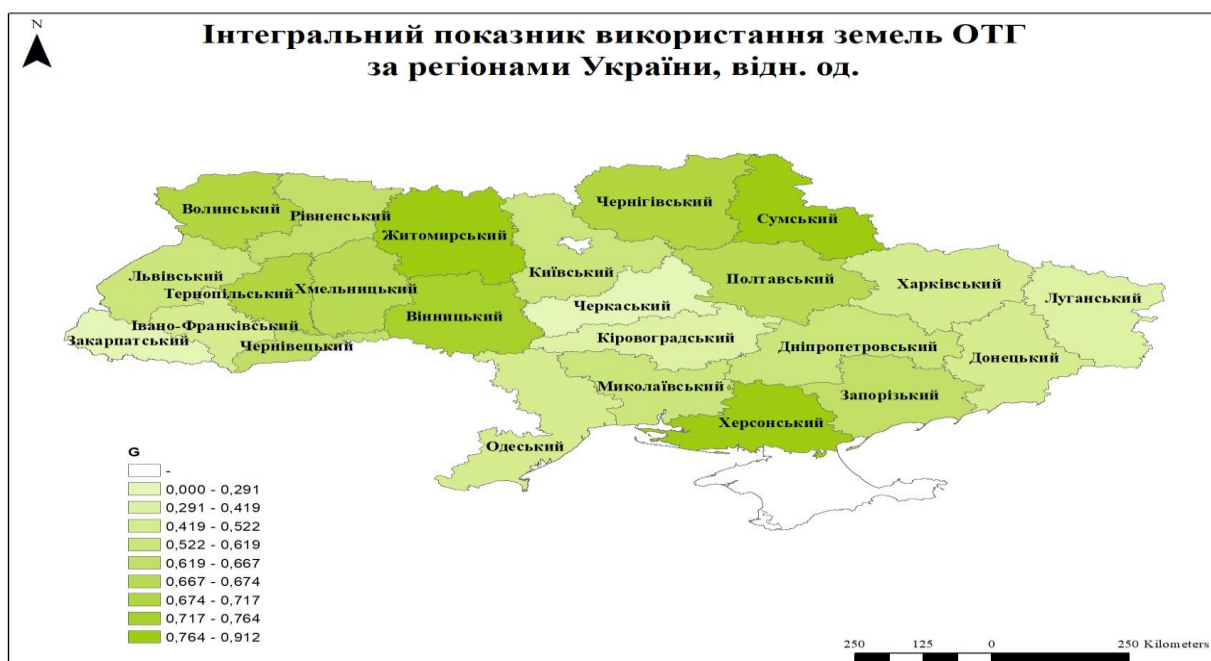 N
Інтегральний показник використання земель ОТГ
за регіонами України, відн. од.
Волинський
Рівненський
Житомирський
Чернігівський
Сумський
Київський
Львівський
Тернопільський
Хмельницький
Полтавський
Харківський
Луганський
Черкаський
Вінницький
Івано-Франківський
Закарпатський
Чернівецький
Кіровоградський
Дніпропетровський
Донецький
Миколаївський
Запорізький
Херсонський
Одеський
G
-
0,000 - 0,291
0,291 - 0,419
0,419 - 0,522
0,522 - 0,619
0,619 - 0,667
0,667 - 0,674
0,674 - 0,717
0,717 - 0,764
0,764 - 0,912
250 125 0 250 Kilometers